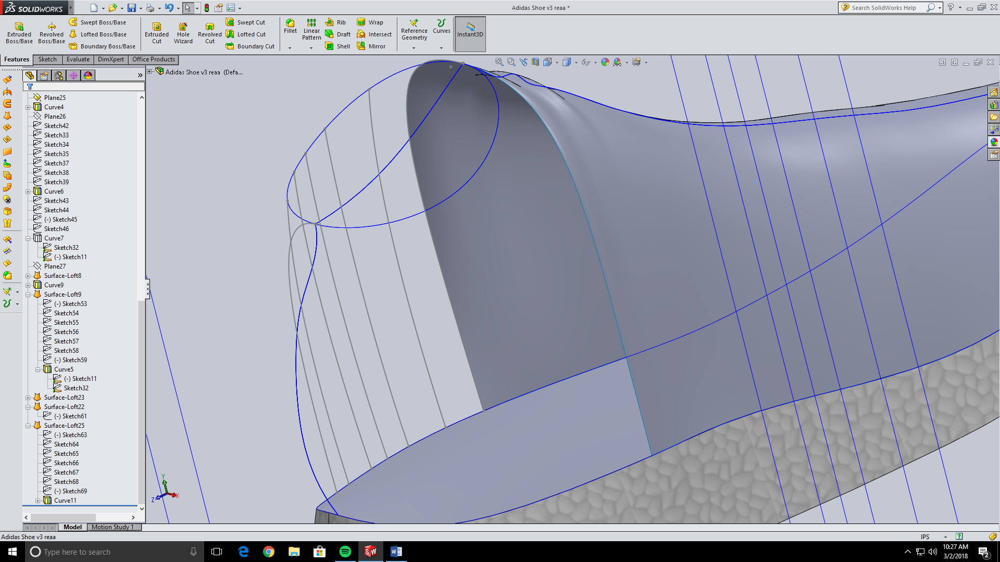 SOLIDWORKS
Adidas Shoe v3 reaa *
Search SolidWorks Help
Extruded Boss/Base
Revolved Boss/Base
Swept Boss/Base
Lofted Boss/Base
Boundary Boss/Base
Extruded Cut
Hole Wizard
Revolved Cut
Swept Cut
Lofted Cut
Boundary Cut
Fillet
Linear Pattern
Rib
Draft
Shell
Wrap
Intersect
Mirror
Reference Geometry
Curves
Instant3D
Features
Sketch
Evaluate
DimXpert
Office Products
Adidas Shoe v3 reaa (Defa...
Plane25
Curve4
Plane26
Sketch42
Sketch33
Sketch34
Sketch35
Sketch37
Sketch38
Sketch39
Curve6
Sketch43
Sketch44
(-) Sketch45
Sketch46
Curve7
Sketch32
(-) Sketch11
Plane27
Surface-Loft8
Curve9
Surface-Loft9
(-) Sketch53
Sketch54
Sketch55
Sketch56
Sketch57
Sketch58
(-) Sketch59
Curve5
(-) Sketch11
Sketch32
Surface-Loft23
Surface-Loft22
(-) Sketch61
Surface-Loft25
(-) Sketch63
Sketch64
Sketch65
Sketch66
Sketch67
Sketch68
(-) Sketch69
Curve11
Y
Z
X
Model
Motion Study 1
Adidas Shoe v3 reaa
IPS
Type here to search
10:27 AM
3/2/2018
2